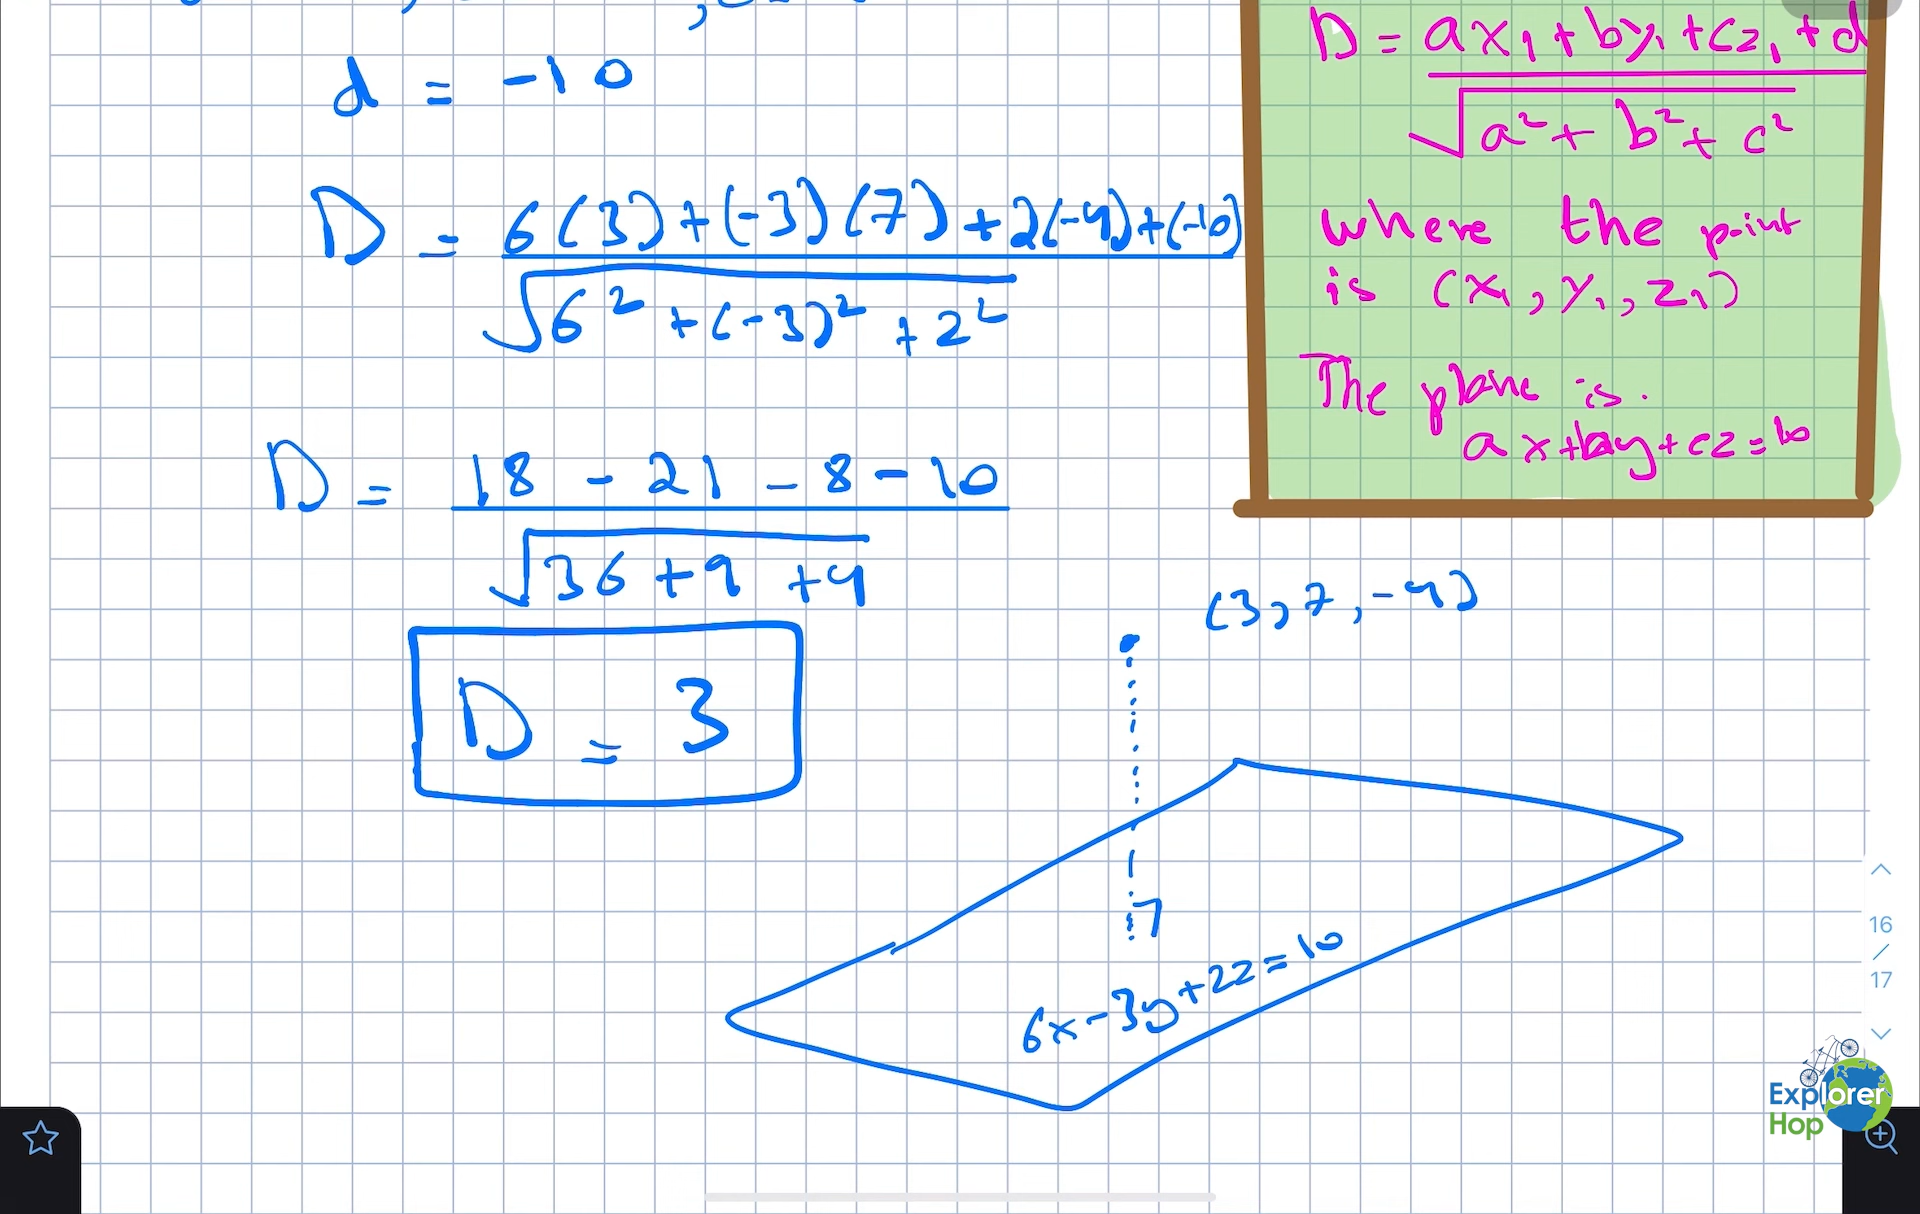 d = -10
D = 6(3)+(-3)(7)+2(-4)+(-10)
√6² +(-3)² +2²
D = 18 - 21 - 8 - 10
√36 +9 +4
D = 3
D = ax₁+by₁+cz₁+d
√a²+ b²+ c²
where the point
is (x₁, y₁, z₁)
The plane is.
ax+by+cz=10
(3, 7, -4)
6x-3y+2z=10
16
/
17
Explorer
Hop